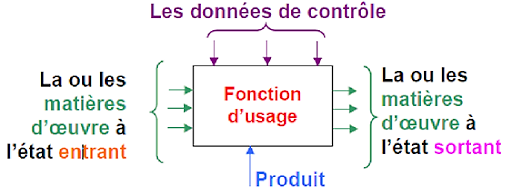 Les données de contrôle
La ou les
matières
d'œuvre à
l'état entrant
Fonction
d'usage
La ou les
matières
d'œuvre à
l'état sortant
Produit